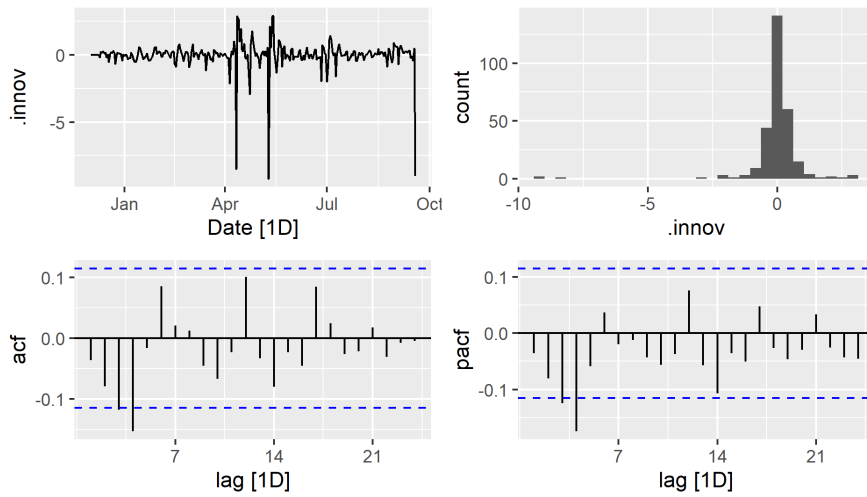 .innov
0
-5
Jan
Apr
Jul
Oct
Date [1D]
count
100
50
0
-10
-5
0
.innov
acf
0.1
0.0
-0.1
7
14
21
lag [1D]
pacf
0.1
0.0
-0.1
7
14
21
lag [1D]